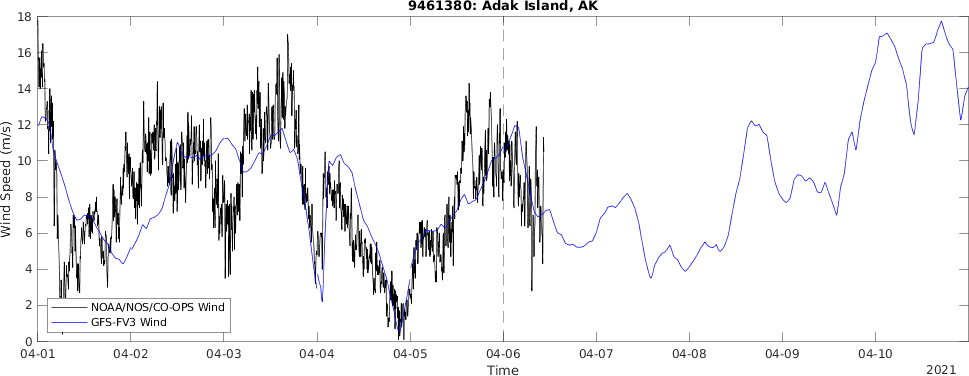 9461380: Adak Island, AK
Wind Speed (m/s)
18
16
14
12
10
8
6
4
2
0
NOAA/NOS/CO-OPS Wind
GFS-FV3 Wind
04-01 04-02 04-03 04-04 04-05 04-06 04-07 04-08 04-09 04-10
Time
2021